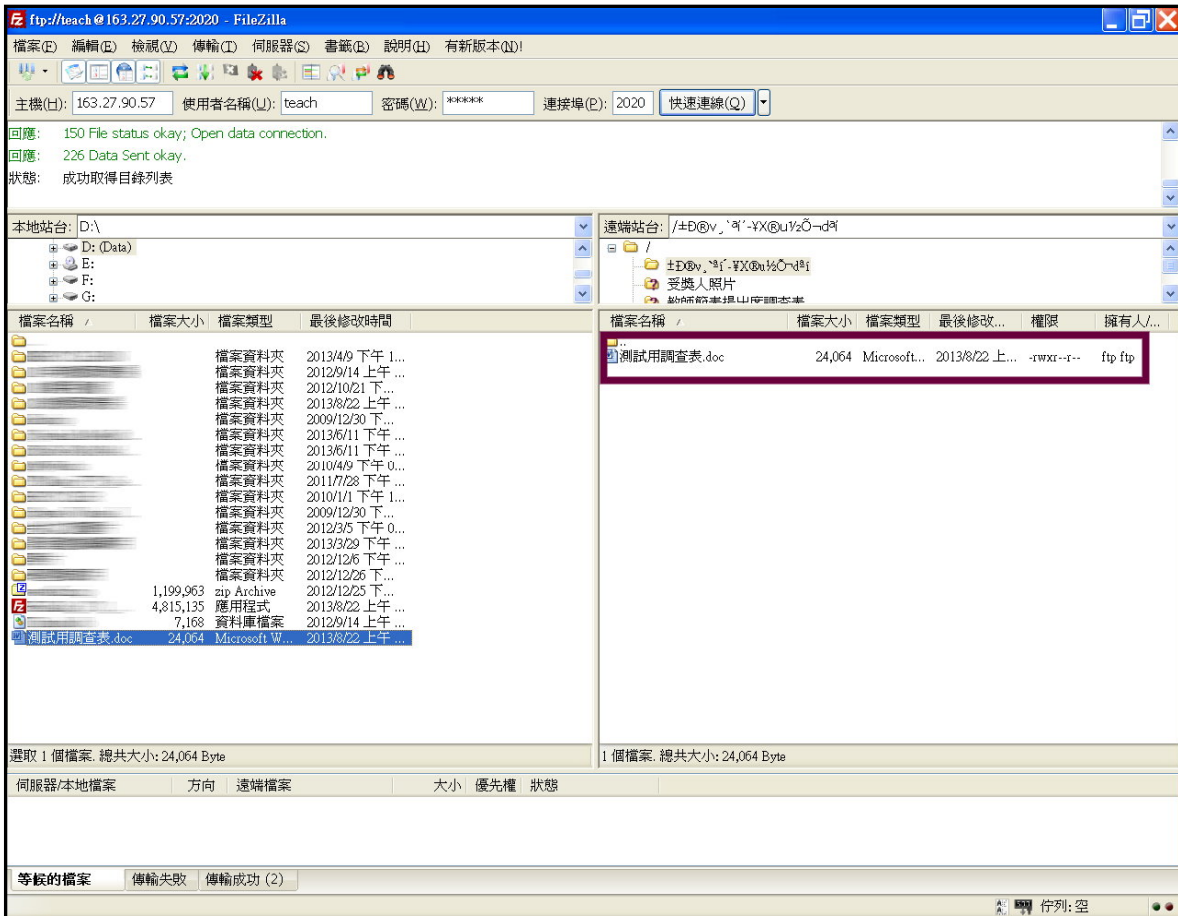 ftp://teach@163.27.90.57:2020 - FileZilla
檔案(F) 編輯(E) 檢視(V) 傳輸(T) 伺服器(S) 書籤(B) 說明(H) 有新版本(N)!
主機(H): 163.27.90.57 使用者名稱(U): teach 密碼(W): ***** 連接埠(P): 2020 快速連線(Q)
回應: 150 File status okay; Open data connection.
回應: 226 Data Sent okay.
狀態: 成功取得目錄列表
本地站台: D:\
D: (Data)
E:
F:
G:
遠端站台:
/
受獎人照片
教師節表揚出席調查表
檔案名稱 檔案大小 檔案類型 最後修改時間
檔案資料夾 2013/4/9 下午 1...
檔案資料夾 2012/9/14 上午 ...
檔案資料夾 2012/10/21 下...
檔案資料夾 2013/8/22 上午 ...
檔案資料夾 2009/12/30 下...
檔案資料夾 2013/6/11 下午 ...
檔案資料夾 2013/6/11 下午 ...
檔案資料夾 2010/4/9 下午 0...
檔案資料夾 2011/7/28 下午 ...
檔案資料夾 2010/1/1 下午 1...
檔案資料夾 2009/12/30 下...
檔案資料夾 2012/3/5 下午 0...
檔案資料夾 2013/3/29 下午 ...
檔案資料夾 2012/12/6 下午 ...
檔案資料夾 2012/12/26 下...
1,199,963 zip Archive 2012/12/25 下...
4,815,135 應用程式 2013/8/22 上午 ...
7,168 資料庫檔案 2012/9/14 上午 ...
測試用調查表.doc 24,064 Microsoft W... 2013/8/22 上午 ...
選取 1 個檔案. 總共大小: 24,064 Byte
檔案名稱 檔案大小 檔案類型 最後修改... 權限 擁有人/...
..
測試用調查表.doc 24,064 Microsoft... 2013/8/22 上... -rwxr--r-- ftp ftp
1 個檔案. 總共大小: 24,064 Byte
伺服器/本地檔案 方向 遠端檔案 大小 優先權 狀態
等候的檔案 傳輸失敗 傳輸成功 (2)
佇列: 空